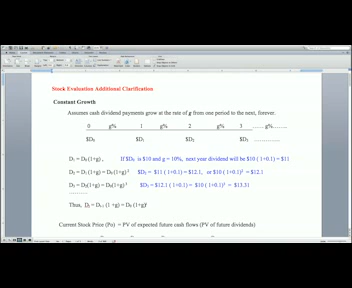 Stock Evaluation Additional Clarification
Constant Growth
Assumes cash dividend payments grow at the rate of g from one period to the next, forever.
0 g% 1 g% 2 g% 3 ...... g%.......
$D₀ $D₁ $D₂ $D₃ ...............
D₁ = D₀ (1+g) , If $D₀ is $10 and g = 10%, next year dividend will be $10 ( 1+0.1) = $11
D₂ = D₁ (1+g) = D₀ (1+g)² $D₂ = $11 ( 1+0.1) = $12.1, or $10 ( 1+0.1)² = $12.1
D₃ = D₂(1+g) = D₀(1+g)³ $D₃ = $12.1 ( 1+0.1) = $10 ( 1+0.1)³ = $13.31
..........
Thus, Dₜ = Dₜ₋₁ (1 +g) = D₀ (1+g)ᵗ
Current Stock Price (Po) = PV of expected future cash flows (PV of future dividends)